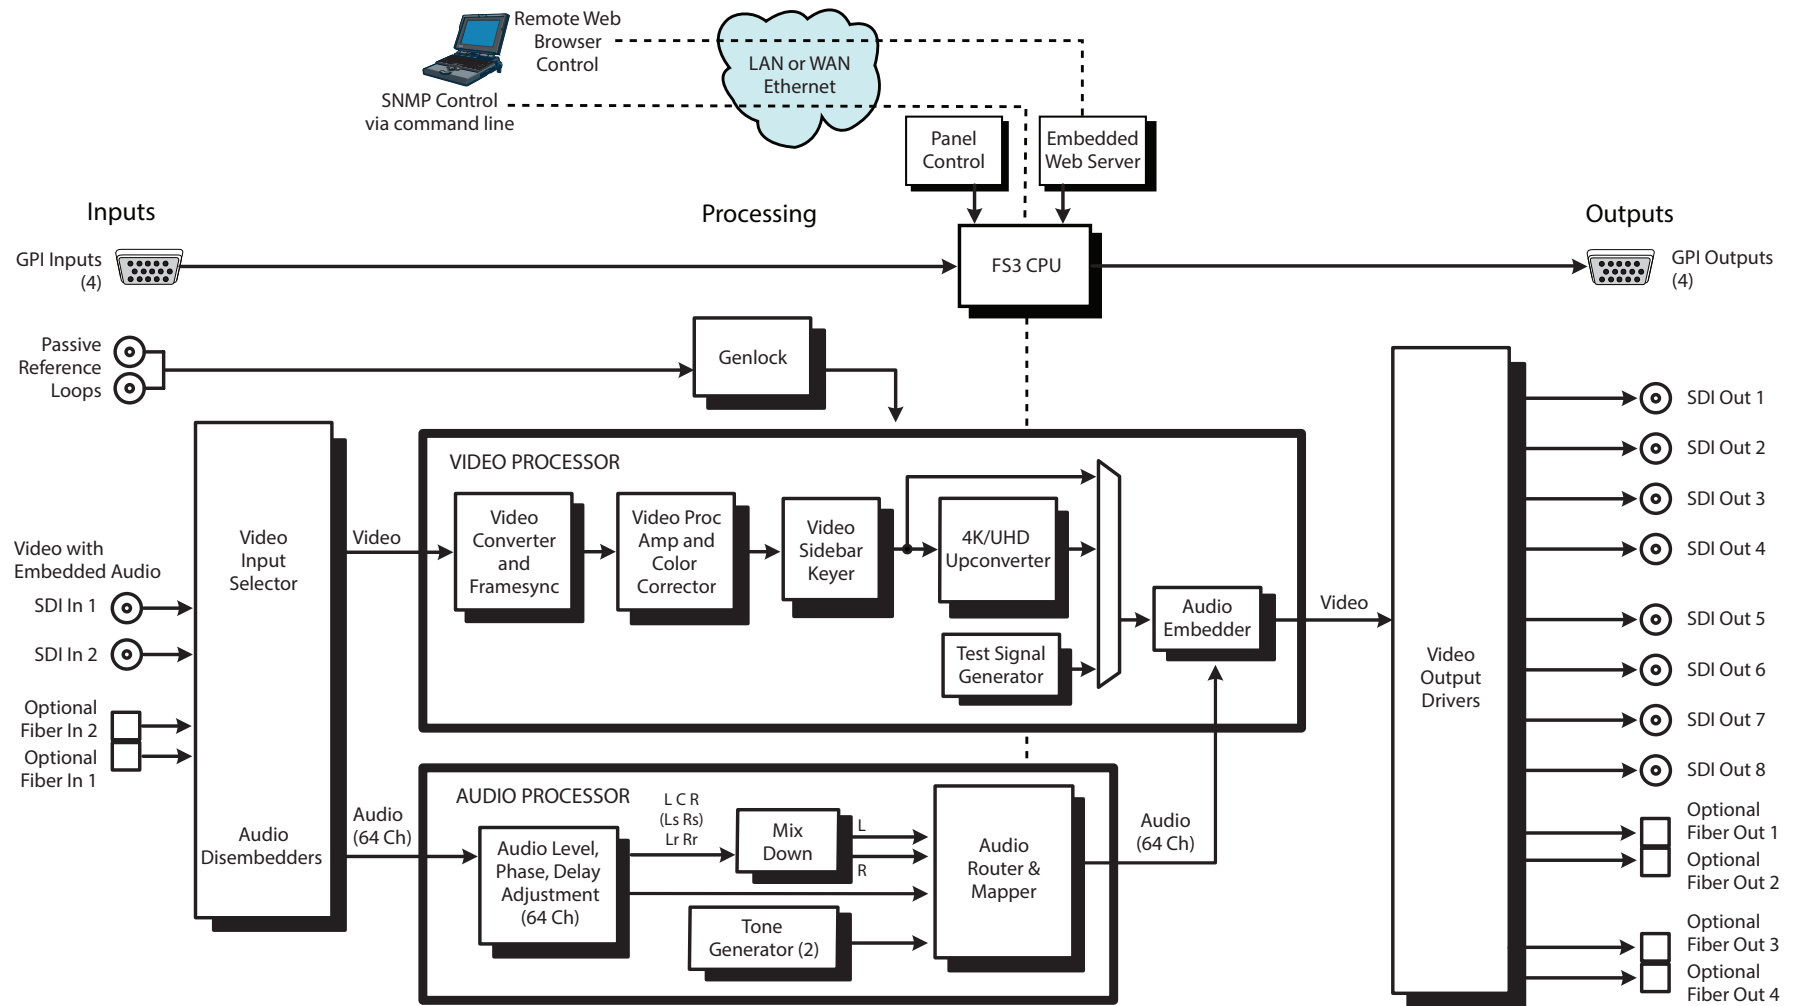 Remote Web
Browser
Control
LAN or WAN
Ethernet
SNMP Control
via command line
Panel
Control
Embedded
Web Server
Inputs
Processing
Outputs
GPI Inputs
(4)
FS3 CPU
GPI Outputs
(4)
Passive
Reference
Loops
Genlock
Video with
Embedded Audio
SDI In 1
SDI In 2
Optional
Fiber In 2
Optional
Fiber In 1
Video
Input
Selector
Audio
Disembedders
Video
Audio
(64 Ch)
VIDEO PROCESSOR
Video
Converter
and
Framesync
Video Proc
Amp and
Color
Corrector
Video
Sidebar
Keyer
4K/UHD
Upconverter
Test Signal
Generator
Audio
Embedder
Video
AUDIO PROCESSOR
Audio Level,
Phase, Delay
Adjustment
(64 Ch)
L C R
(Ls Rs)
Lr Rr
Mix
Down
L
R
Tone
Generator (2)
Audio
Router &
Mapper
Audio
(64 Ch)
Video
Output
Drivers
SDI Out 1
SDI Out 2
SDI Out 3
SDI Out 4
SDI Out 5
SDI Out 6
SDI Out 7
SDI Out 8
Optional
Fiber Out 1
Optional
Fiber Out 2
Optional
Fiber Out 3
Optional
Fiber Out 4